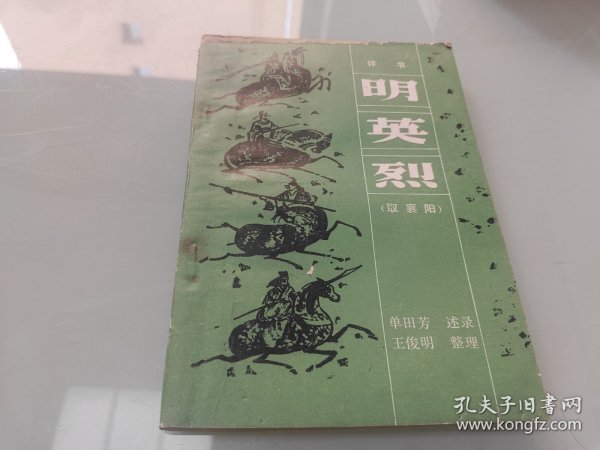 评书
明
英
烈
(取襄阳)
单田芳 述录
王俊明 整理
孔夫子旧书网
www.kongfz.com